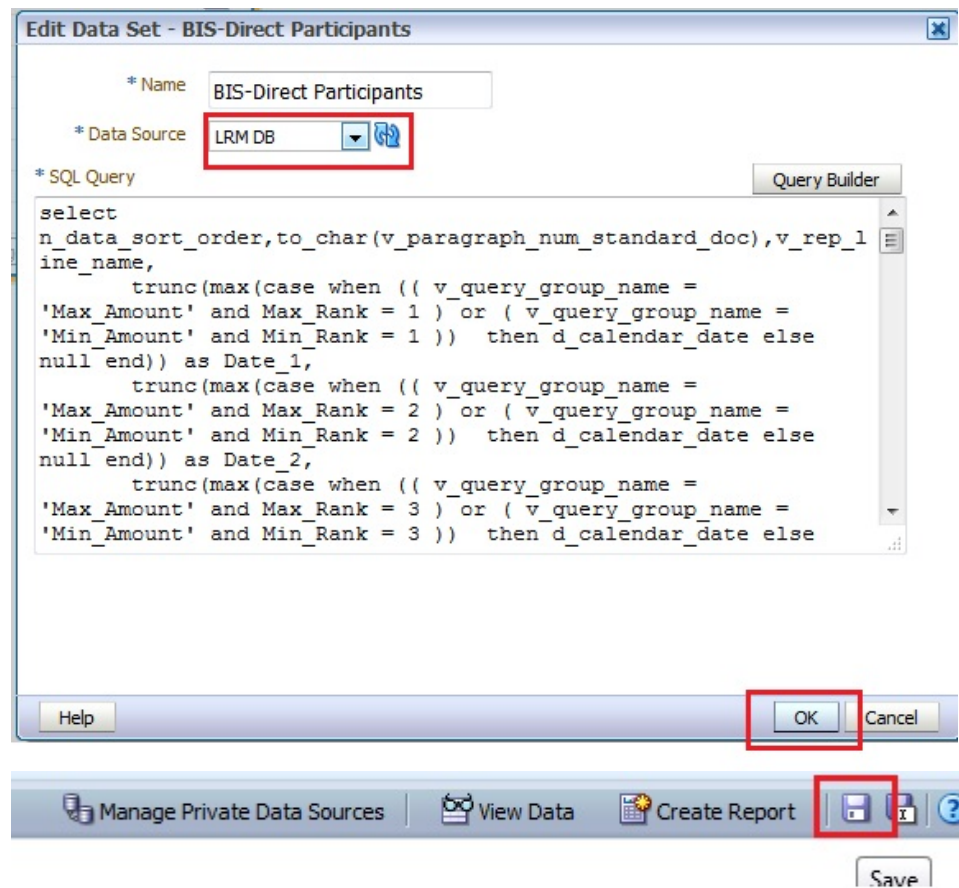 Edit Data Set - BIS-Direct Participants
* Name BIS-Direct Participants
* Data Source LRM DB
* SQL Query Query Builder
select
n_data_sort_order,to_char(v_paragraph_num_standard_doc),v_rep_l
ine_name,
trunc(max(case when (( v_query_group_name =
'Max_Amount' and Max_Rank = 1 ) or ( v_query_group_name =
'Min_Amount' and Min_Rank = 1 ))  then d_calendar_date else
null end)) as Date_1,
trunc(max(case when (( v_query_group_name =
'Max_Amount' and Max_Rank = 2 ) or ( v_query_group_name =
'Min_Amount' and Min_Rank = 2 ))  then d_calendar_date else
null end)) as Date_2,
trunc(max(case when (( v_query_group_name =
'Max_Amount' and Max_Rank = 3 ) or ( v_query_group_name =
'Min_Amount' and Min_Rank = 3 ))  then d_calendar_date else
Help OK Cancel
Manage Private Data Sources View Data Create Report
Save